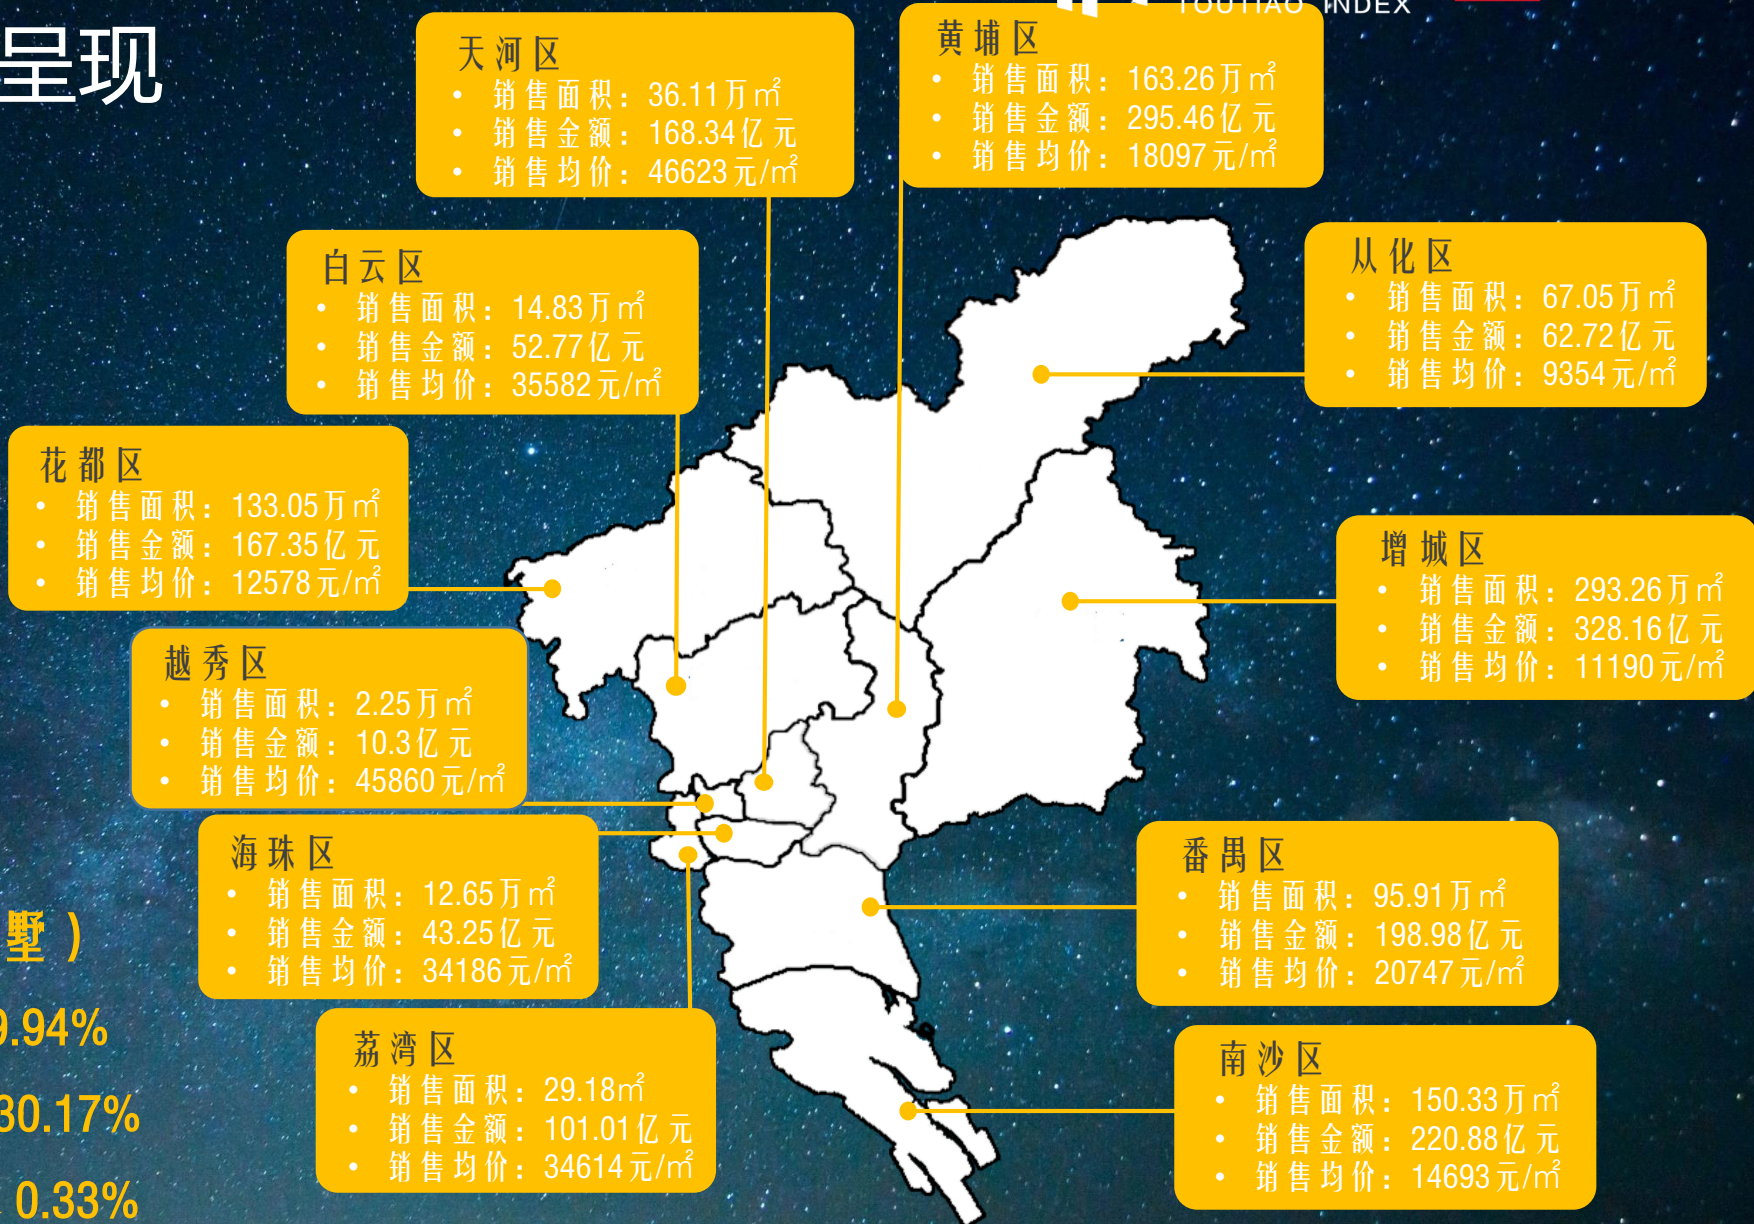 呈现
TOUTIAO INDEX
天河区
• 销售面积：36.11万㎡
• 销售金额：168.34亿元
• 销售均价：46623元/㎡
黄埔区
• 销售面积：163.26万㎡
• 销售金额：295.46亿元
• 销售均价：18097元/㎡
白云区
• 销售面积：14.83万㎡
• 销售金额：52.77亿元
• 销售均价：35582元/㎡
从化区
• 销售面积：67.05万㎡
• 销售金额：62.72亿元
• 销售均价：9354元/㎡
花都区
• 销售面积：133.05万㎡
• 销售金额：167.35亿元
• 销售均价：12578元/㎡
增城区
• 销售面积：293.26万㎡
• 销售金额：328.16亿元
• 销售均价：11190元/㎡
越秀区
• 销售面积：2.25万㎡
• 销售金额：10.3亿元
• 销售均价：45860元/㎡
海珠区
• 销售面积：12.65万㎡
• 销售金额：43.25亿元
• 销售均价：34186元/㎡
番禺区
• 销售面积：95.91万㎡
• 销售金额：198.98亿元
• 销售均价：20747元/㎡
墅）
9.94%
30.17%
0.33%
荔湾区
• 销售面积：29.18㎡
• 销售金额：101.01亿元
• 销售均价：34614元/㎡
南沙区
• 销售面积：150.33万㎡
• 销售金额：220.88亿元
• 销售均价：14693元/㎡